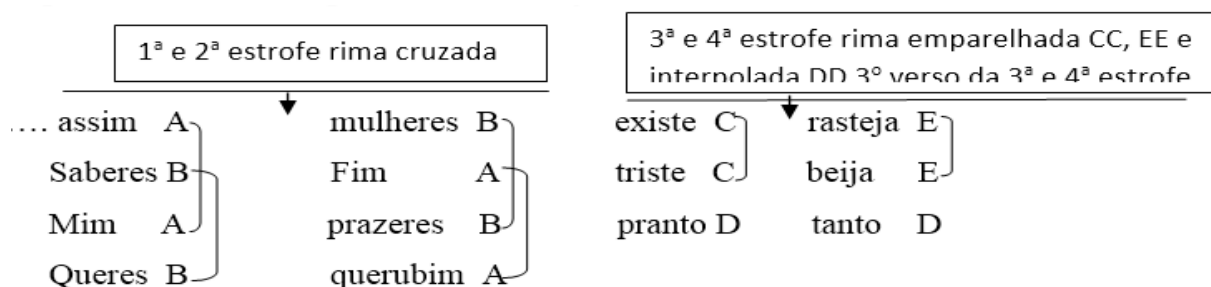 1ª e 2ª estrofe rima cruzada
3ª e 4ª estrofe rima emparelhada CC, EE e
interpolada DD 3º verso da 3ª e 4ª estrofe
.... assim A mulheres B existe C rasteja E
Saberes B Fim A triste C beija E
Mim A prazeres B pranto D tanto D
Queres B querubim A